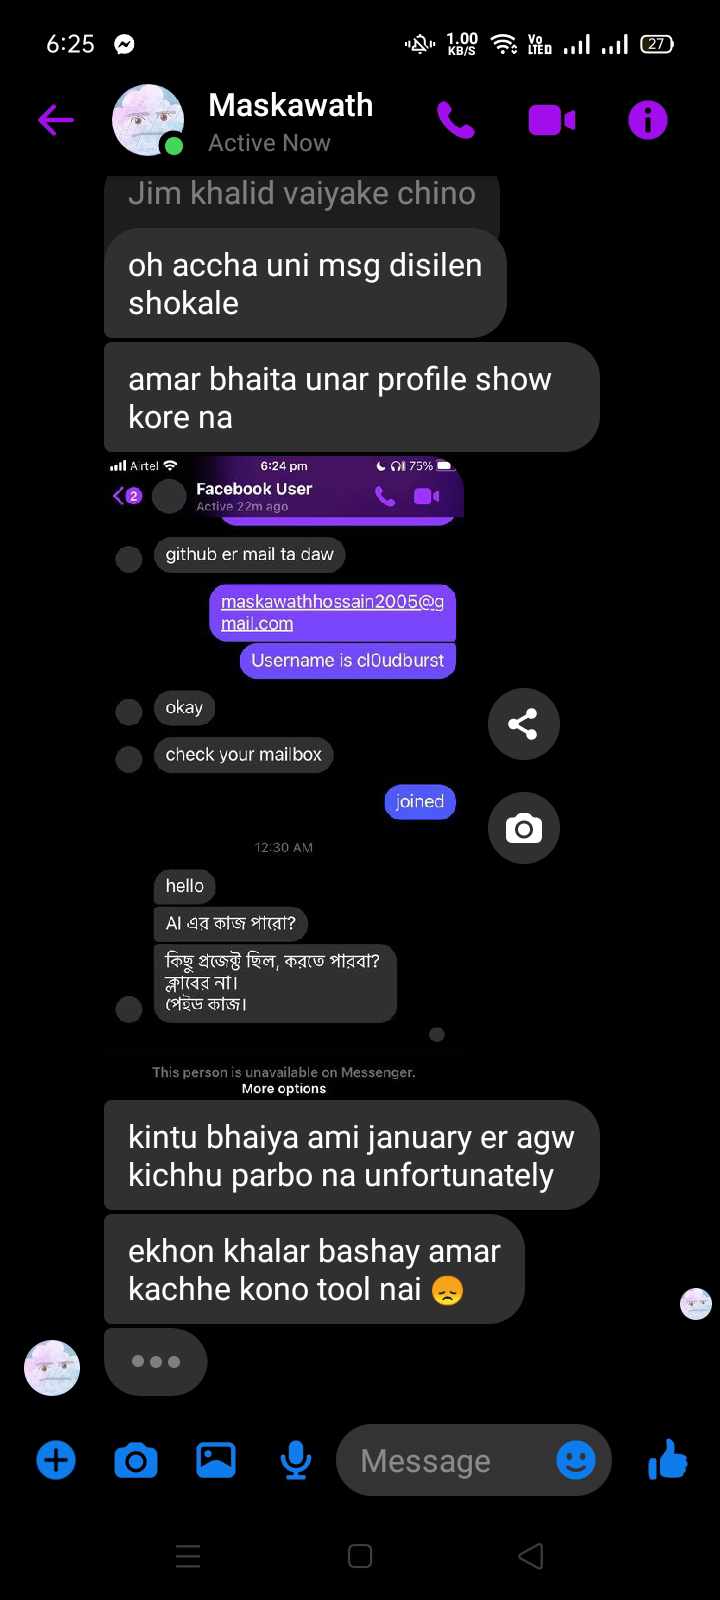 6:25
1.00 KB/S
Vo LTED
27
Maskawath
Active Now
Jim khalid vaiyake chino
oh accha uni msg disilen
shokale
amar bhaita unar profile show
kore na
Airtel
6:24 pm
75%
2
Facebook User
Active 22m ago
github er mail ta daw
maskawathhossain2005@g
mail.com
Username is cl0udburst
okay
check your mailbox
joined
12:30 AM
hello
AI এর কাজ পারো?
কিছু প্রজেক্ট ছিল, করতে পারবা?
ক্লাবের না।
পেইড কাজ।
This person is unavailable on Messenger.
More options
kintu bhaiya ami january er agw
kichhu parbo na unfortunately
ekhon khalar bashay amar
kachhe kono tool nai 😞
Message